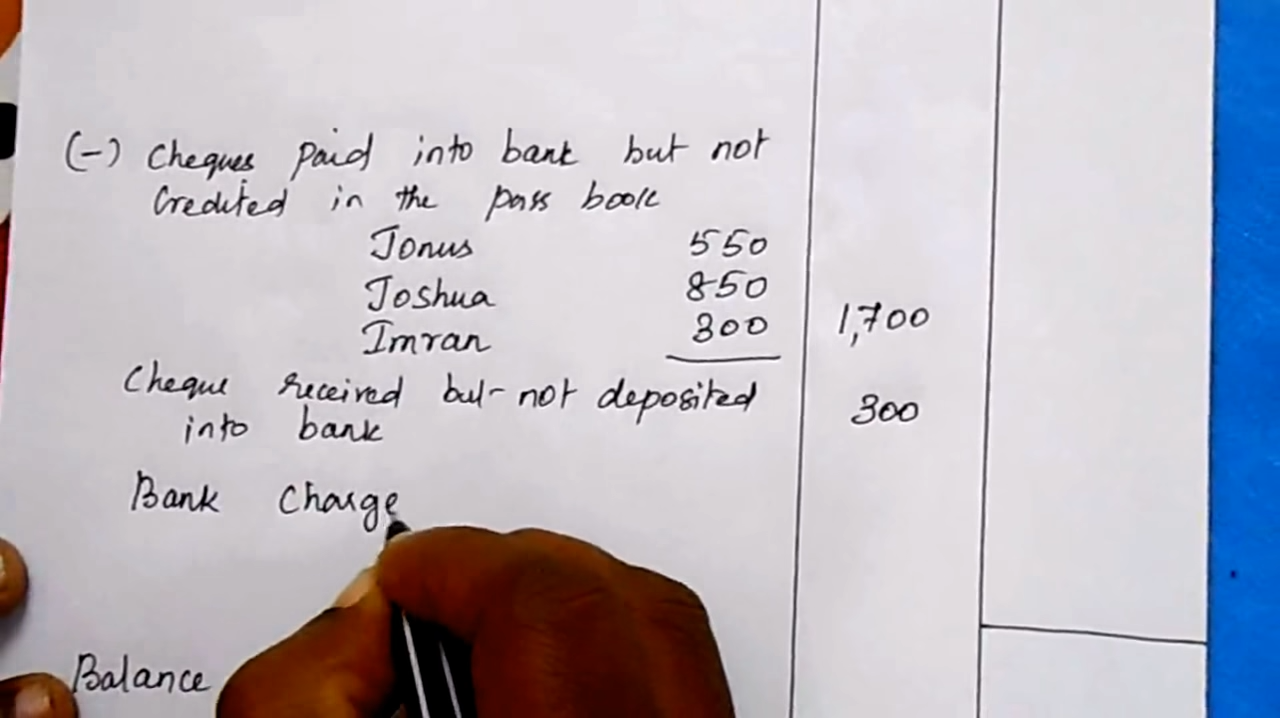 (-) Cheques paid into bank but not
Credited in the pass book
Jonus 550
Joshua 850
Imran 300 1,700
Cheque received but not deposited 300
into bank
Bank Charge
Balance